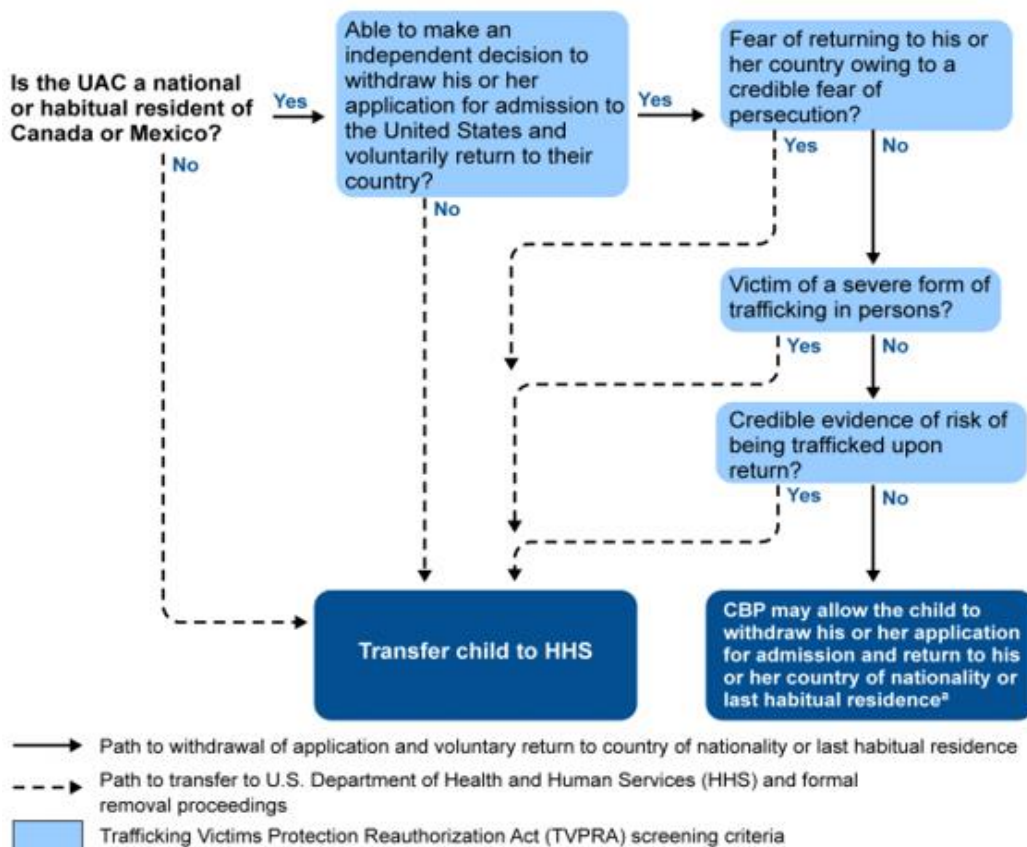 Is the UAC a national
or habitual resident of
Canada or Mexico?
Yes
No
Able to make an
independent decision to
withdraw his or her
application for admission to
the United States and
voluntarily return to their
country?
Yes
No
Fear of returning to his or
her country owing to a
credible fear of
persecution?
Yes
No
Victim of a severe form of
trafficking in persons?
Yes
No
Credible evidence of risk of
being trafficked upon
return?
Yes
No
Transfer child to HHS
CBP may allow the child to
withdraw his or her application
for admission and return to his
or her country of nationality or
last habitual residenceᵃ
Path to withdrawal of application and voluntary return to country of nationality or last habitual residence
Path to transfer to U.S. Department of Health and Human Services (HHS) and formal
removal proceedings
Trafficking Victims Protection Reauthorization Act (TVPRA) screening criteria